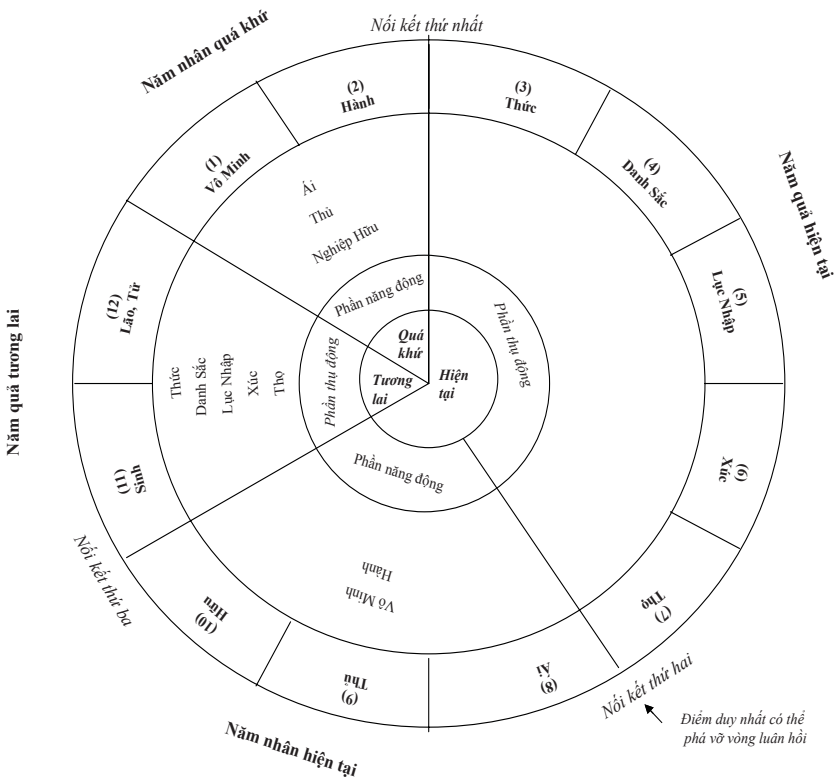 Nối kết thứ nhất
Năm nhân quá khứ
(1)
Vô Minh
(2)
Hành
(3)
Thức
(4)
Danh Sắc
Năm quả hiện tại
(5)
Lục Nhập
(6)
Xúc
(7)
Thọ
Nối kết thứ hai
Điểm duy nhất có thể
phá vỡ vòng luân hồi
(8)
Ái
(9)
Thủ
Năm nhân hiện tại
(10)
Hữu
Nối kết thứ ba
(11)
Sinh
(12)
Lão, Tử
Năm quả tương lai
Ái
Thủ
Nghiệp Hữu
Phần năng động
Quá
khứ
Hiện
tại
Tương
lai
Phần thụ động
Phần thụ động
Thức
Danh Sắc
Lục Nhập
Xúc
Thọ
Phần năng động
Vô Minh
Hành